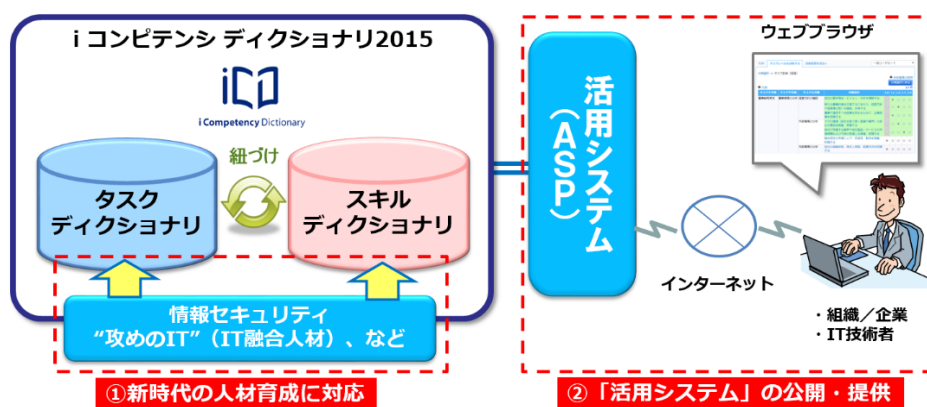 i コンピテンシ ディクショナリ2015
iCD
i Competency Dictionary
紐づけ
タスク
ディクショナリ
スキル
ディクショナリ
情報セキュリティ
“攻めのIT”（IT融合人材）、など
①新時代の人材育成に対応
活用システム
（ASP）
ウェブブラウザ
インターネット
・組織／企業
・IT技術者
②「活用システム」の公開・提供